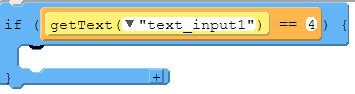 if (getText(▼"text_input1") == 4) {
} +